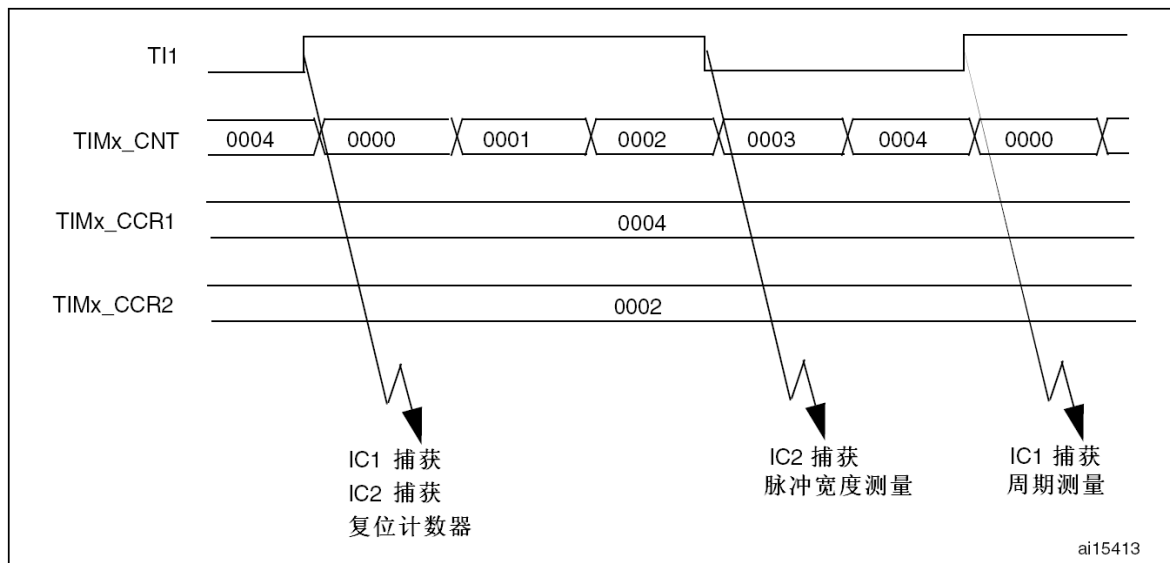 TI1
TIMx_CNT 0004 0000 0001 0002 0003 0004 0000
TIMx_CCR1 0004
TIMx_CCR2 0002
IC1 捕获
IC2 捕获
复位计数器
IC2 捕获
脉冲宽度测量
IC1 捕获
周期测量
ai15413